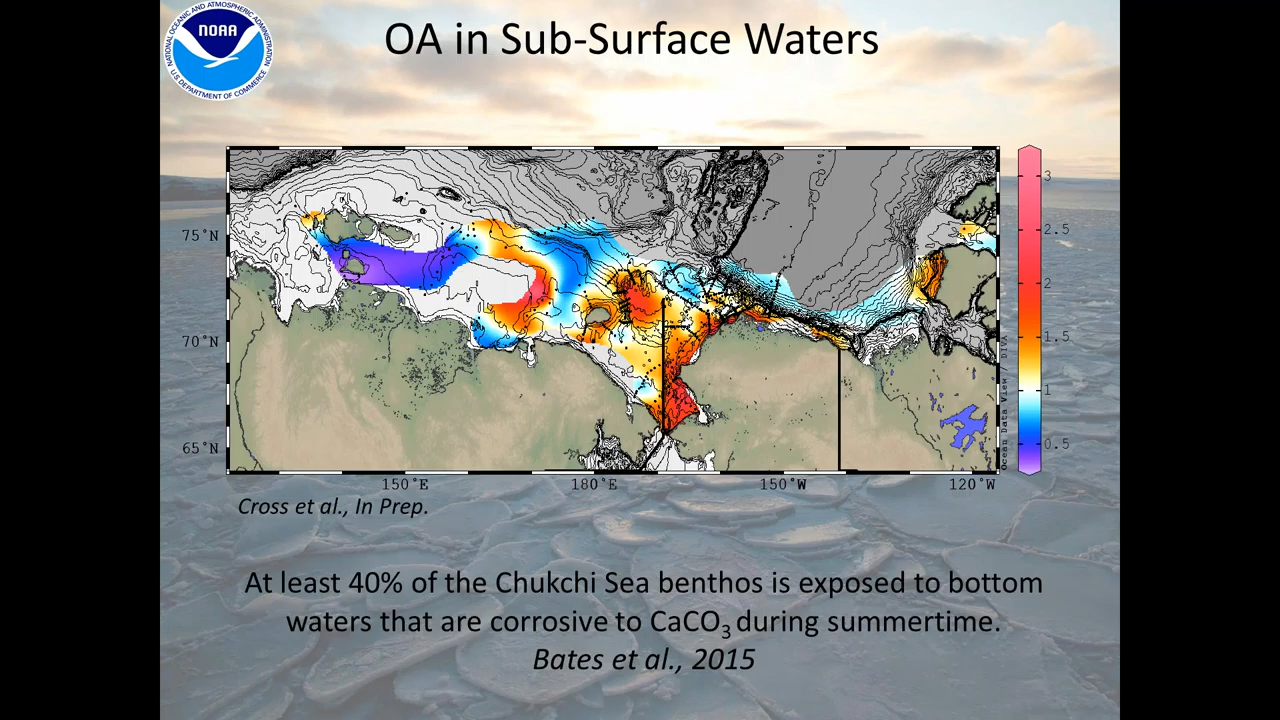 NATIONAL OCEANIC AND ATMOSPHERIC ADMINISTRATION
NOAA
U.S. DEPARTMENT OF COMMERCE
OA in Sub-Surface Waters
75°N
70°N
65°N
150°E
180°E
150°W
120°W
3
2.5
2
1.5
1
0.5
Ocean Data View / DIVA
Cross et al., In Prep.
At least 40% of the Chukchi Sea benthos is exposed to bottom
waters that are corrosive to CaCO₃ during summertime.
Bates et al., 2015